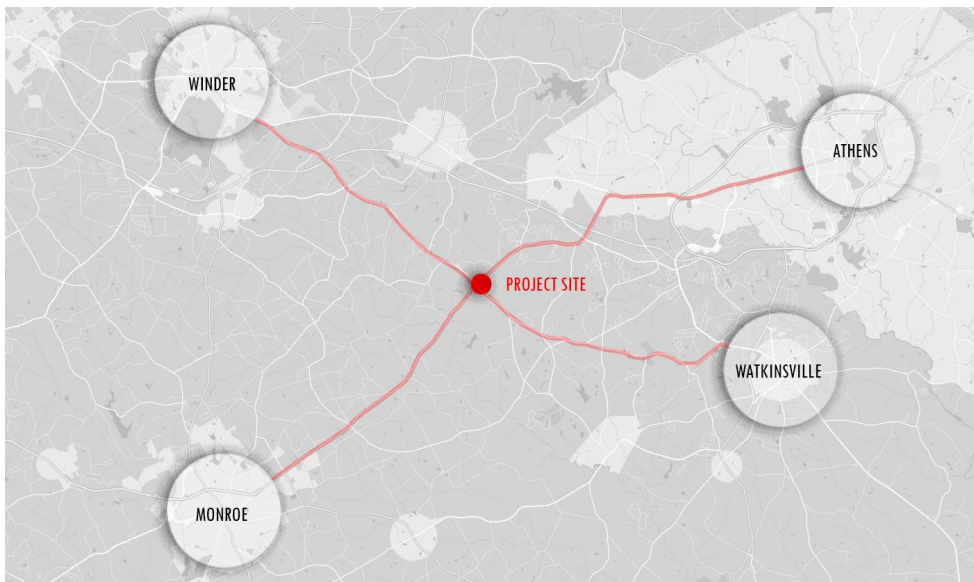 WINDER
ATHENS
PROJECT SITE
WATKINSVILLE
MONROE